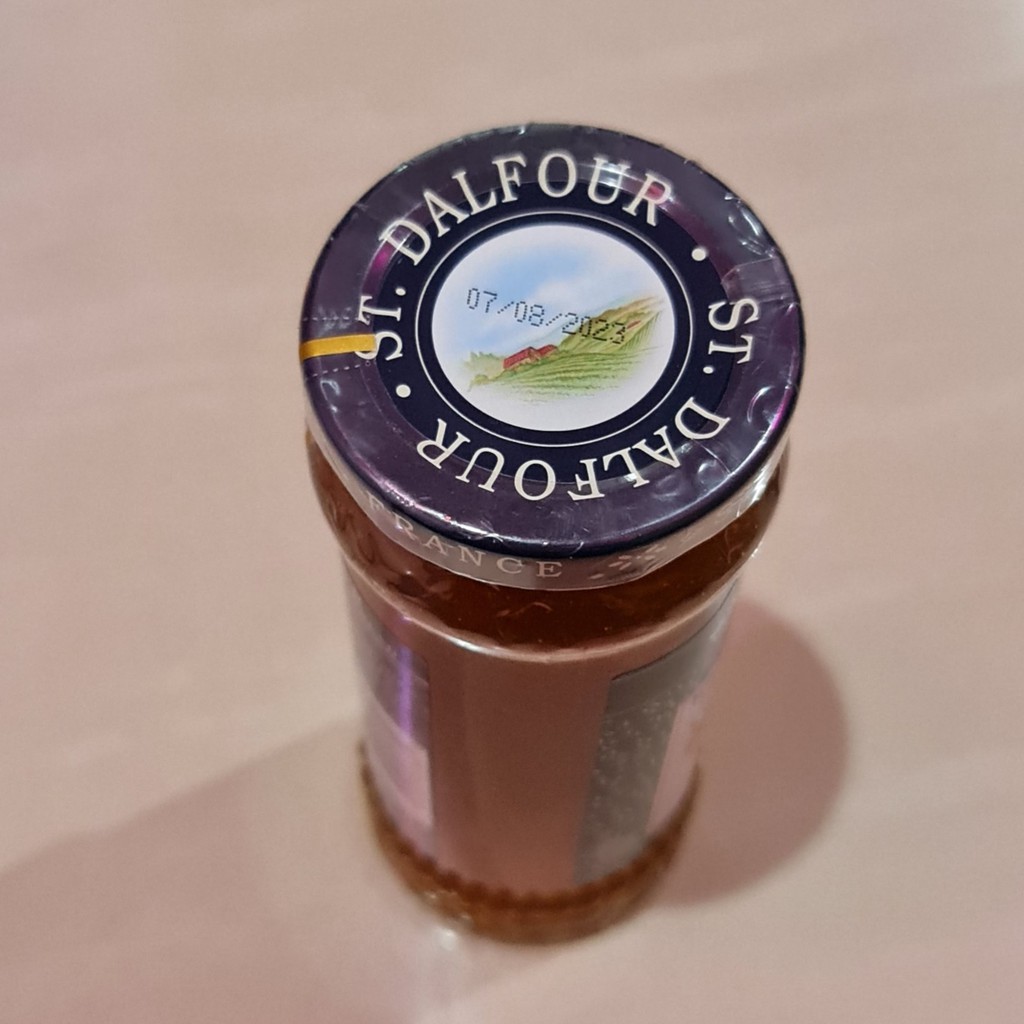 ST. DALFOUR •
ST. DALFOUR •
07/08/2023
FRANCE